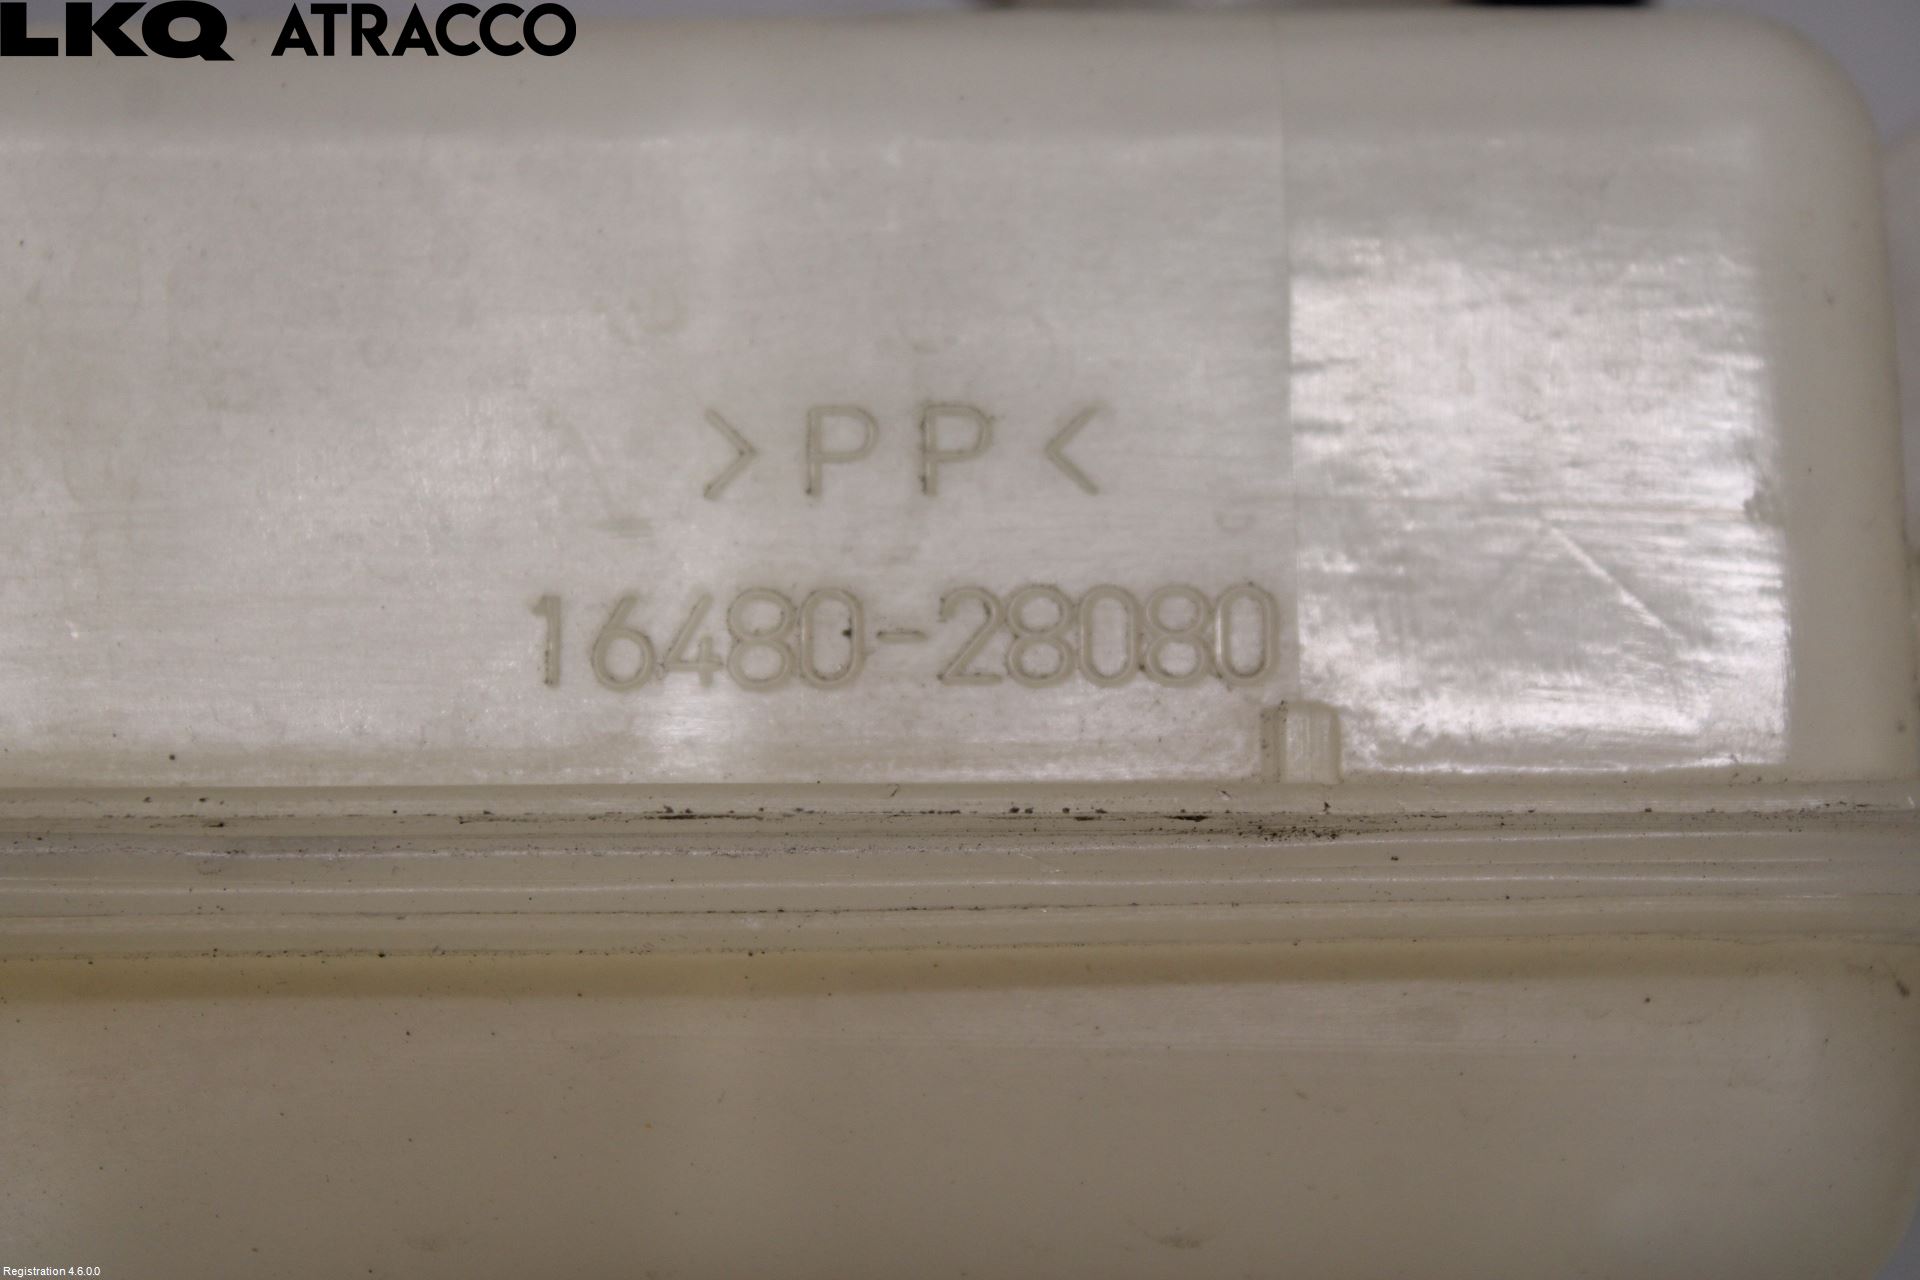 LKQ ATRACCO
>PP<
16480-28080
Registration 4.6.0.0